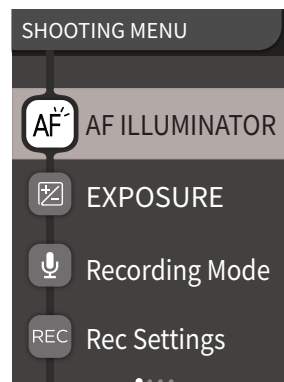 SHOOTING MENU
AF AF ILLUMINATOR
EXPOSURE
Recording Mode
REC Rec Settings